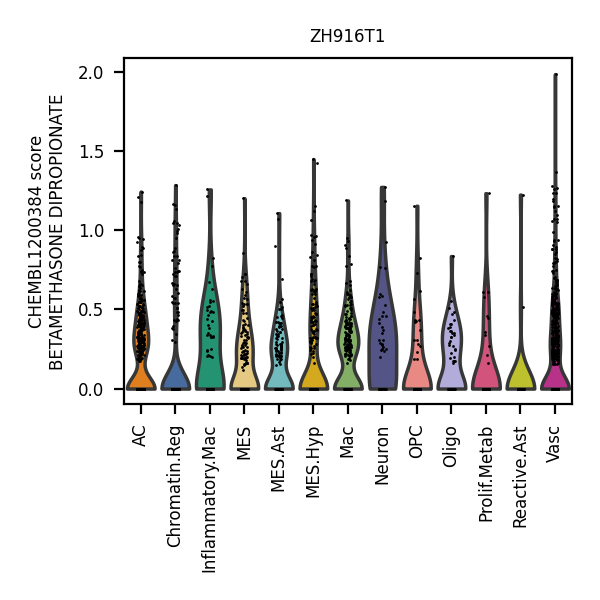 ZH916T1
CHEMBL1200384 score
BETAMETHASONE DIPROPIONATE
2.0
1.5
1.0
0.5
0.0
AC
Chromatin.Reg
Inflammatory.Mac
MES
MES.Ast
MES.Hyp
Mac
Neuron
OPC
Oligo
Prolif.Metab
Reactive.Ast
Vasc